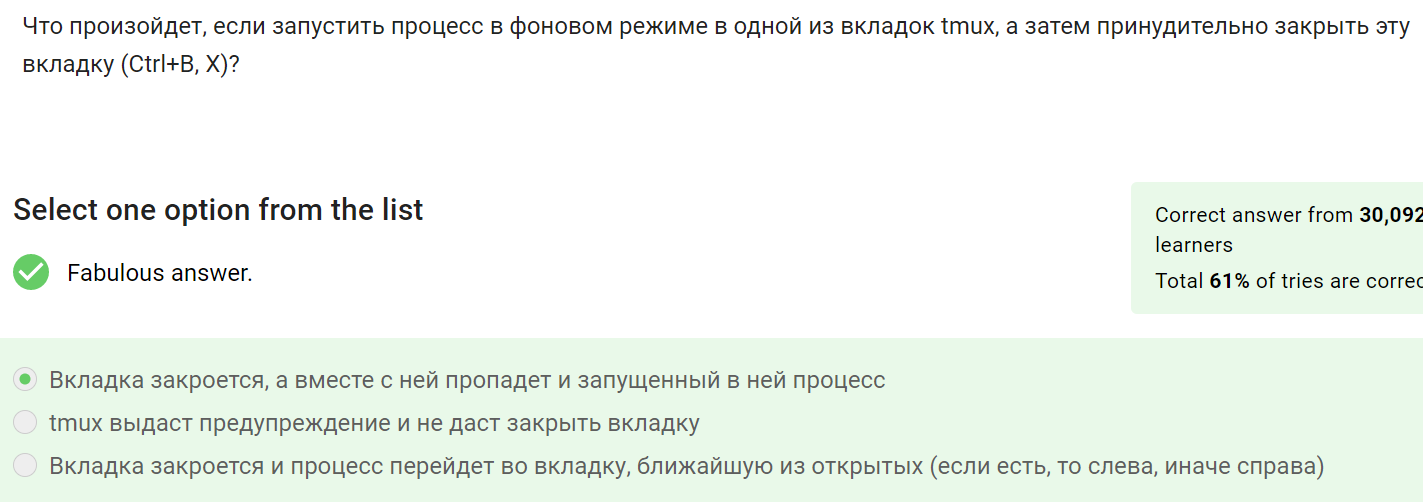 Что произойдет, если запустить процесс в фоновом режиме в одной из вкладок tmux, а затем принудительно закрыть эту
вкладку (Ctrl+B, X)?
Select one option from the list
Fabulous answer.
Correct answer from 30,092
learners
Total 61% of tries are correc
Вкладка закроется, а вместе с ней пропадет и запущенный в ней процесс
tmux выдаст предупреждение и не даст закрыть вкладку
Вкладка закроется и процесс перейдет во вкладку, ближайшую из открытых (если есть, то слева, иначе справа)